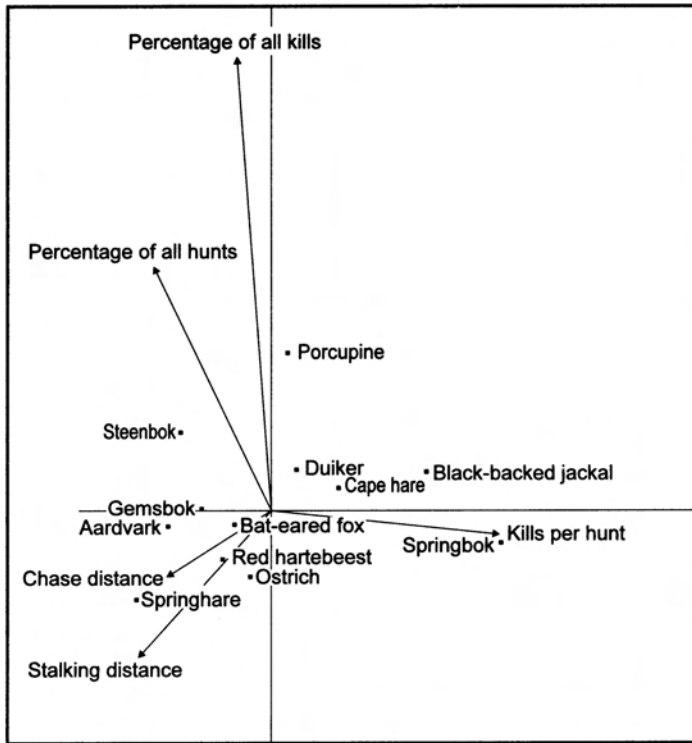 Percentage of all kills
Percentage of all hunts
Porcupine
Steenbok
Duiker
Black-backed jackal
Cape hare
Gemsbok
Aardvark
Bat-eared fox
Kills per hunt
Springbok
Red hartebeest
Chase distance
Ostrich
Springhare
Stalking distance